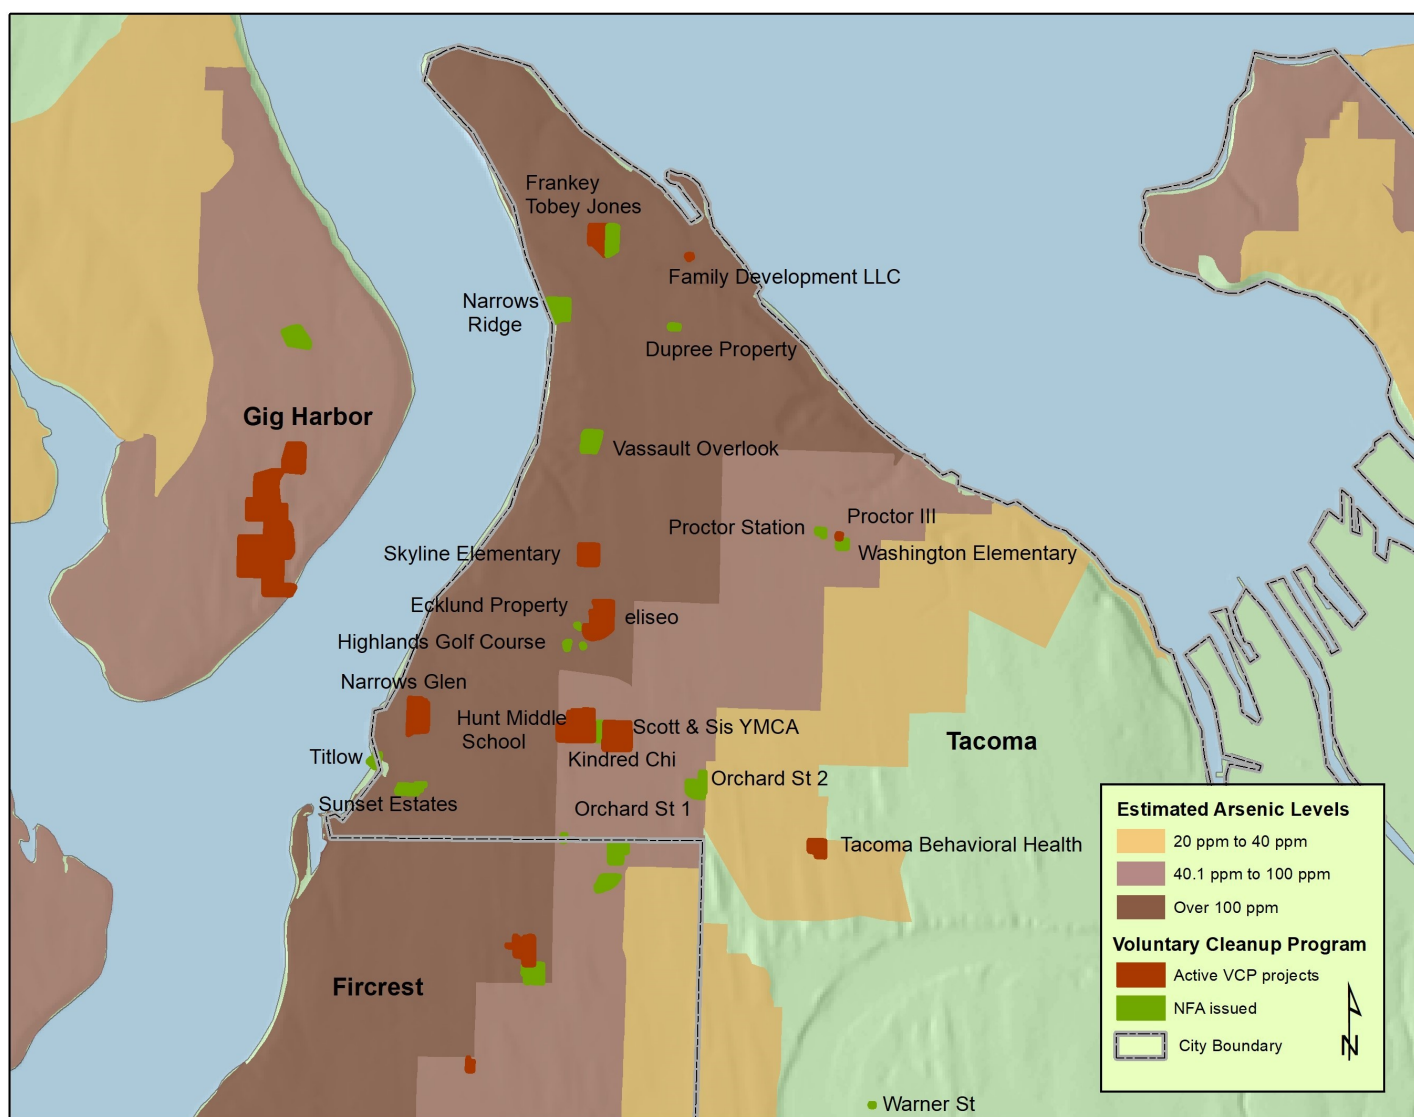 Frankey
Tobey Jones
Family Development LLC
Narrows
Ridge
Dupree Property
Gig Harbor
Vassault Overlook
Proctor III
Proctor Station
Washington Elementary
Skyline Elementary
Ecklund Property
eliseo
Highlands Golf Course
Narrows Glen
Hunt Middle
School
Scott & Sis YMCA
Kindred Chi
Tacoma
Titlow
Orchard St 2
Sunset Estates
Orchard St 1
Tacoma Behavioral Health
Fircrest
Warner St
Estimated Arsenic Levels
20 ppm to 40 ppm
40.1 ppm to 100 ppm
Over 100 ppm
Voluntary Cleanup Program
Active VCP projects
NFA issued
City Boundary
N